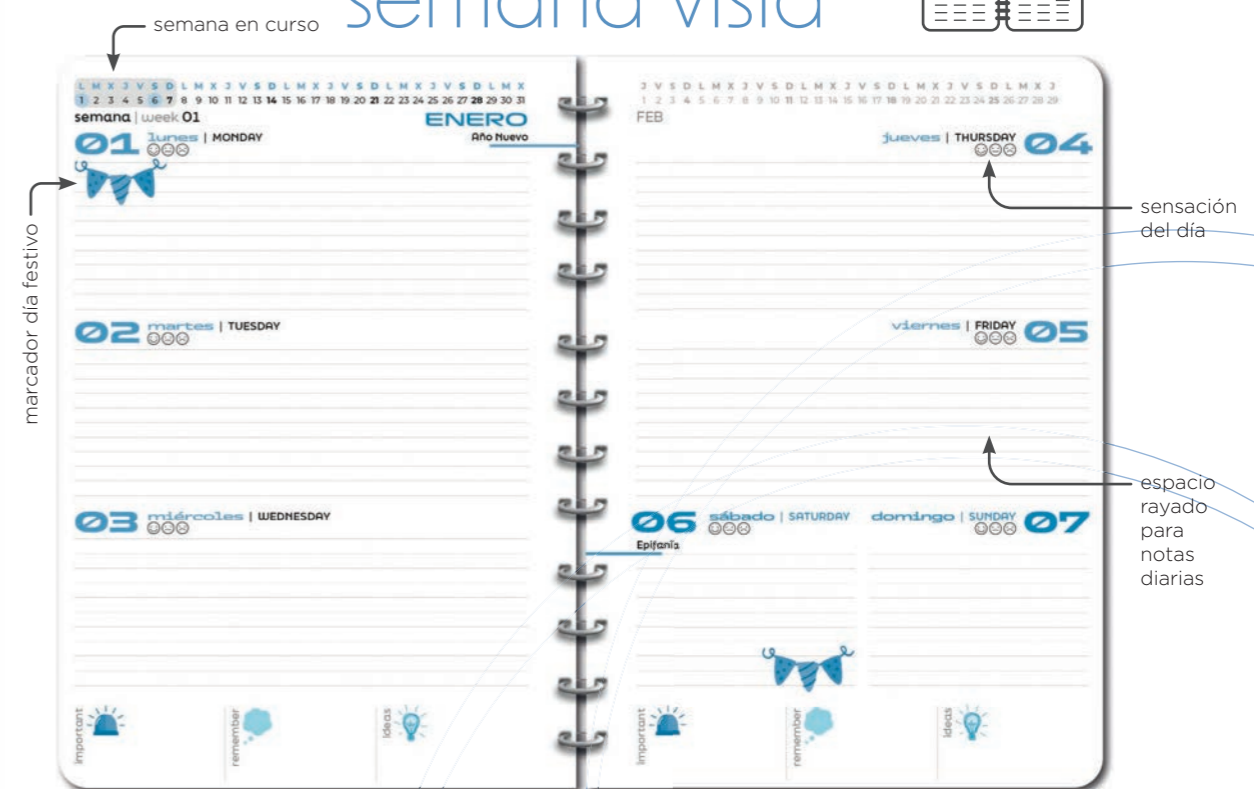 semana vista
semana en curso
L M X J V S D L M X J V S D L M X J V S D L M X J V S D L M X
1 2 3 4 5 6 7 8 9 10 11 12 13 14 15 16 17 18 19 20 21 22 23 24 25 26 27 28 29 30 31
semana | week 01
ENERO
01 lunes | MONDAY
Año Nuevo
marcador día festivo
02 martes | TUESDAY
03 miércoles | WEDNESDAY
important
remember
ideas
J V S D L M X J V S D L M X J V S D L M X J V S D L M X J
1 2 3 4 5 6 7 8 9 10 11 12 13 14 15 16 17 18 19 20 21 22 23 24 25 26 27 28 29
FEB
jueves | THURSDAY 04
sensación
del día
viernes | FRIDAY 05
espacio
rayado
para
notas
diarias
06 sábado | SATURDAY
Epifanía
domingo | SUNDAY 07
important
remember
ideas